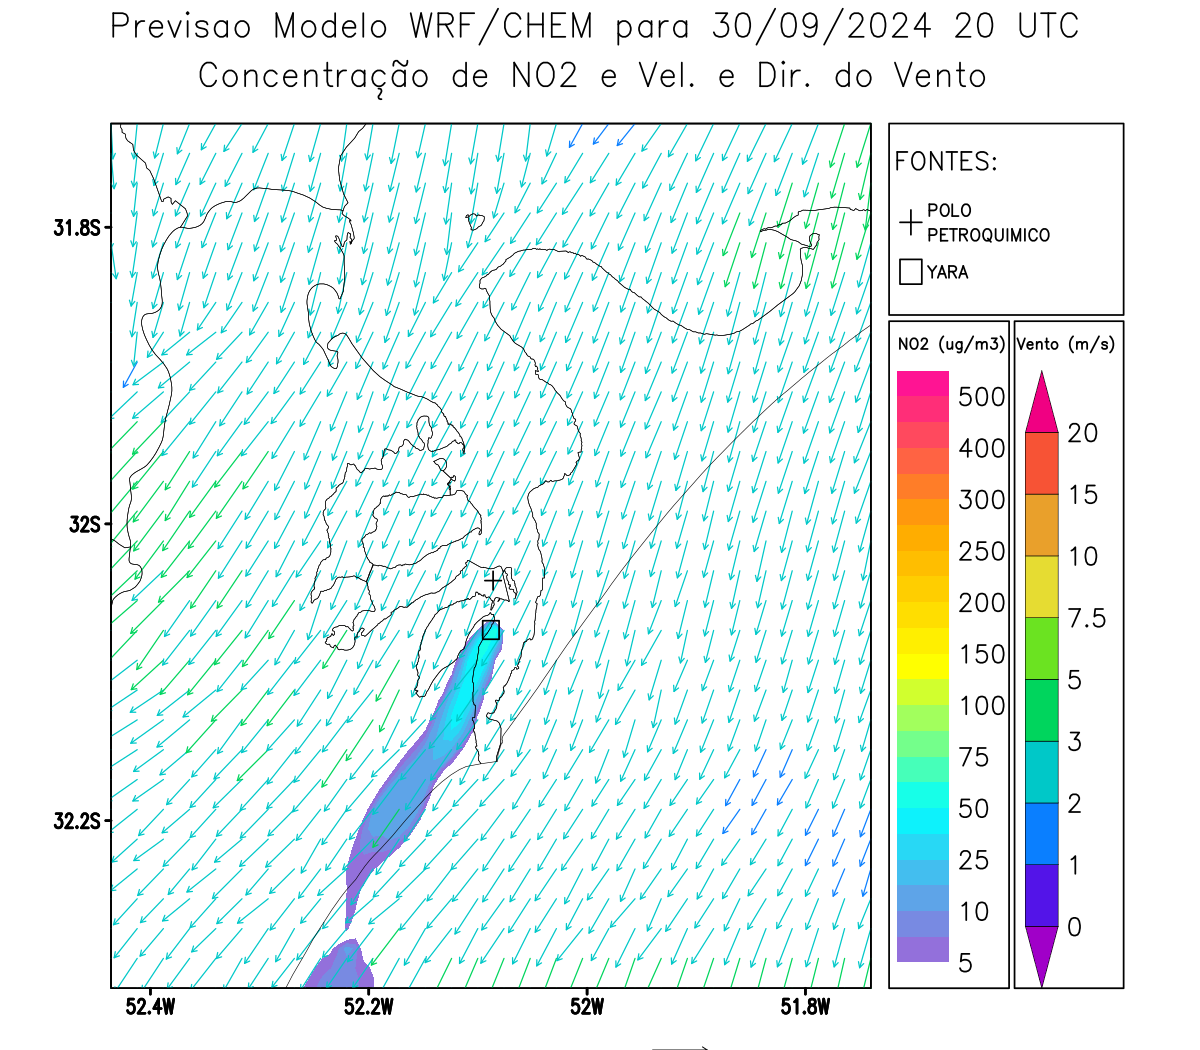 Previsao Modelo WRF/CHEM para 30/09/2024 20 UTC
Concentração de NO2 e Vel. e Dir. do Vento
FONTES:
POLO
PETROQUIMICO
YARA
NO2 (ug/m3)
500
400
300
250
200
150
100
75
50
25
10
5
Vento (m/s)
20
15
10
7.5
5
3
2
1
0
31.8S
32S
32.2S
52.4W
52.2W
52W
51.8W